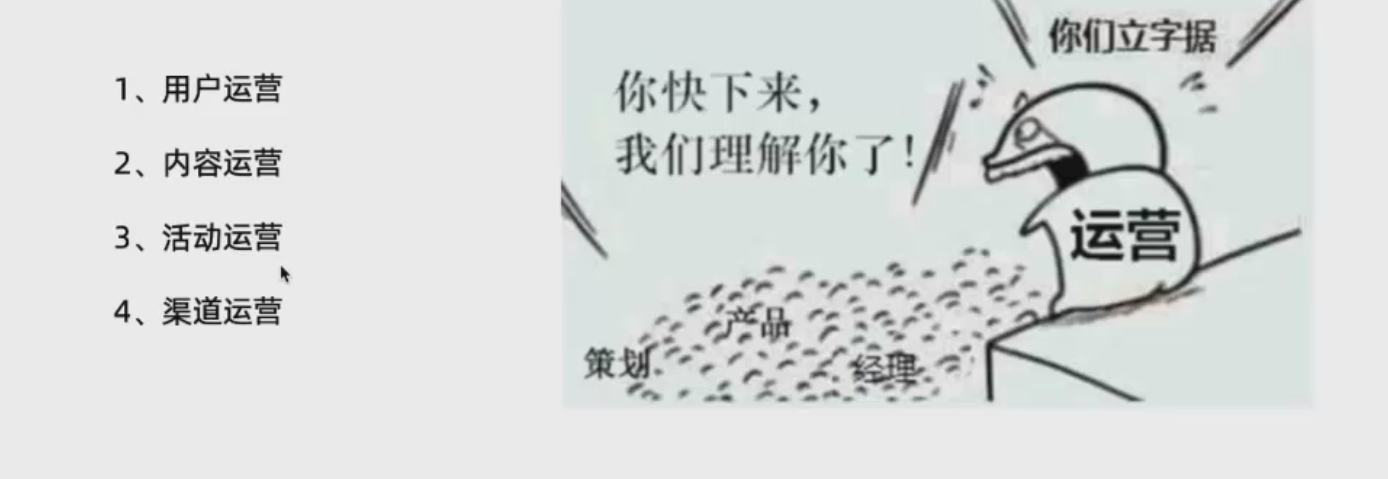 1、用户运营
2、内容运营
3、活动运营
4、渠道运营
你们立字据
你快下来，
我们理解你了！
运营
产品
策划
经理